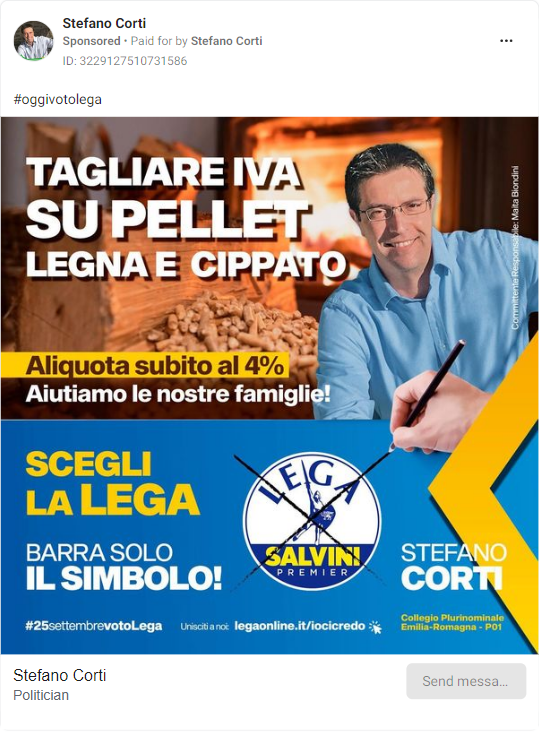 Stefano Corti
Sponsored • Paid for by Stefano Corti
ID: 3229127510731586
#oggivotolega
TAGLIARE IVA
SU PELLET
LEGNA E CIPPATO
Committente Responsabile: Maita Biondini
Aliquota subito al 4%
Aiutiamo le nostre famiglie!
SCEGLI
LA LEGA
BARRA SOLO
IL SIMBOLO!
LEGA
SALVINI
PREMIER
STEFANO
CORTI
#25settembrevotoLega
Unisciti a noi: legaonline.it/iocicredo
Collegio Plurinominale
Emilia-Romagna - P01
Stefano Corti
Politician
Send messa...